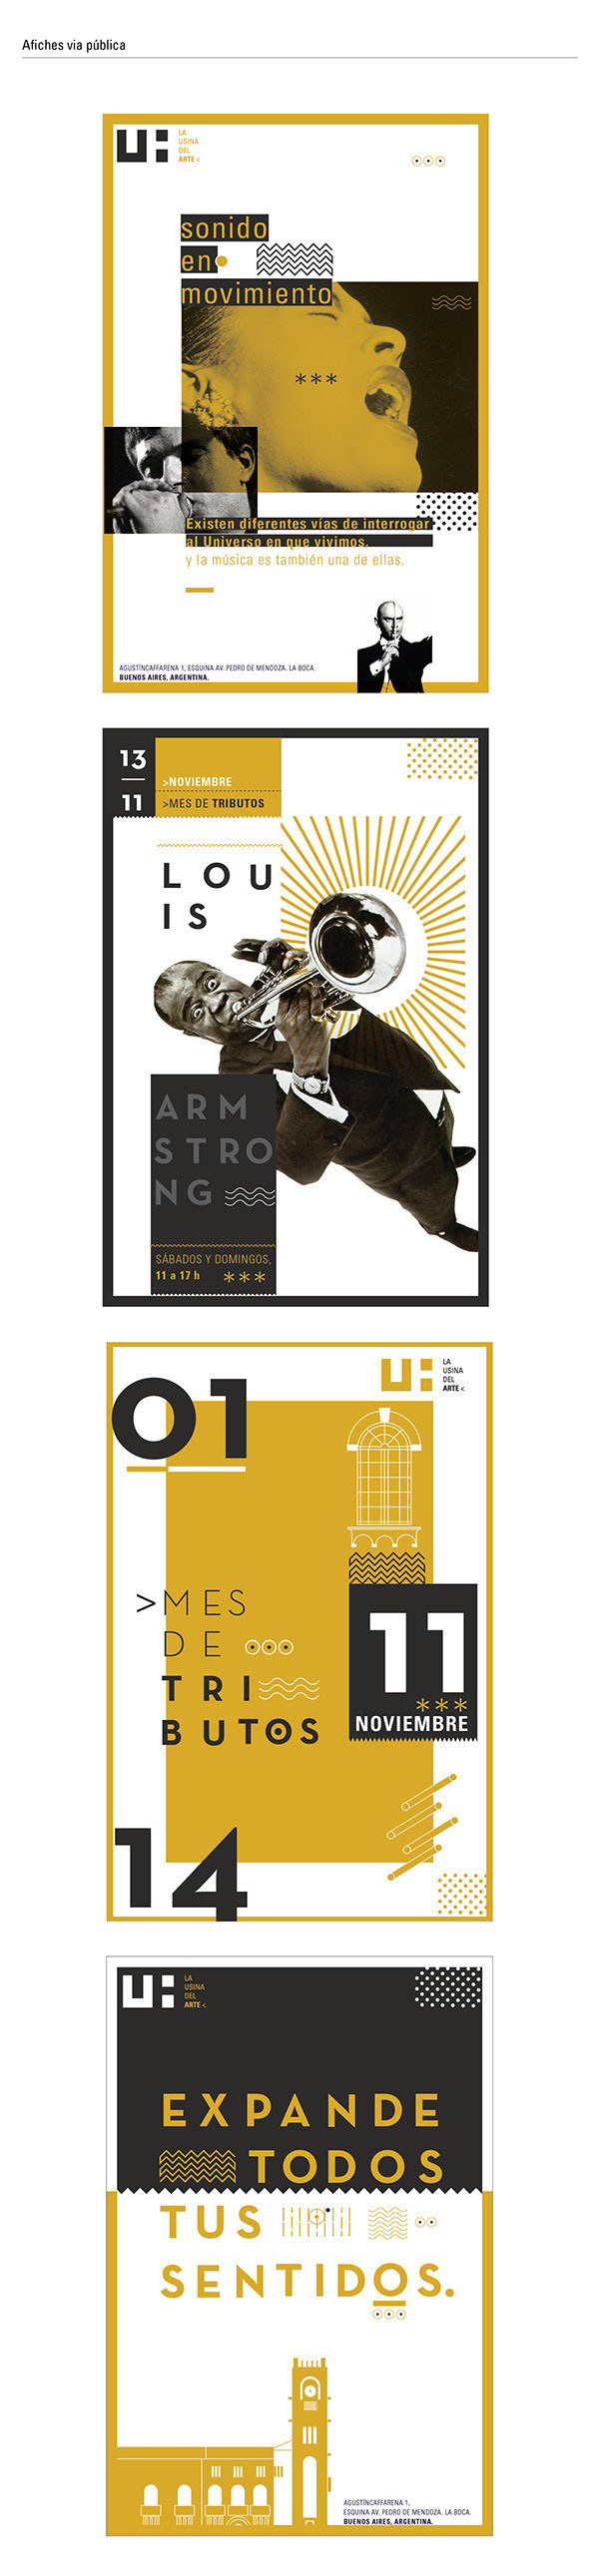 Afiches via pública
LA
USINA
DEL
ARTE <
sonido
en
movimiento
***
Existen diferentes vías de interrogar
al Universo en que vivimos,
y la música es también una de ellas.
AGUSTÍNCAFFARENA 1, ESQUINA AV. PEDRO DE MENDOZA. LA BOCA.
BUENOS AIRES, ARGENTINA.
13
11
>NOVIEMBRE
>MES DE TRIBUTOS
LOU
IS
ARM
STRO
NG
SÁBADOS Y DOMINGOS,
11 a 17 h ***
01
LA
USINA
DEL
ARTE <
>MES
DE
TRI
BUTOS
11
***
NOVIEMBRE
14
LA
USINA
DEL
ARTE <
EXPANDE
TODOS
TUS
SENTIDOS.
AGUSTÍNCAFFARENA 1,
ESQUINA AV. PEDRO DE MENDOZA. LA BOCA.
BUENOS AIRES, ARGENTINA.